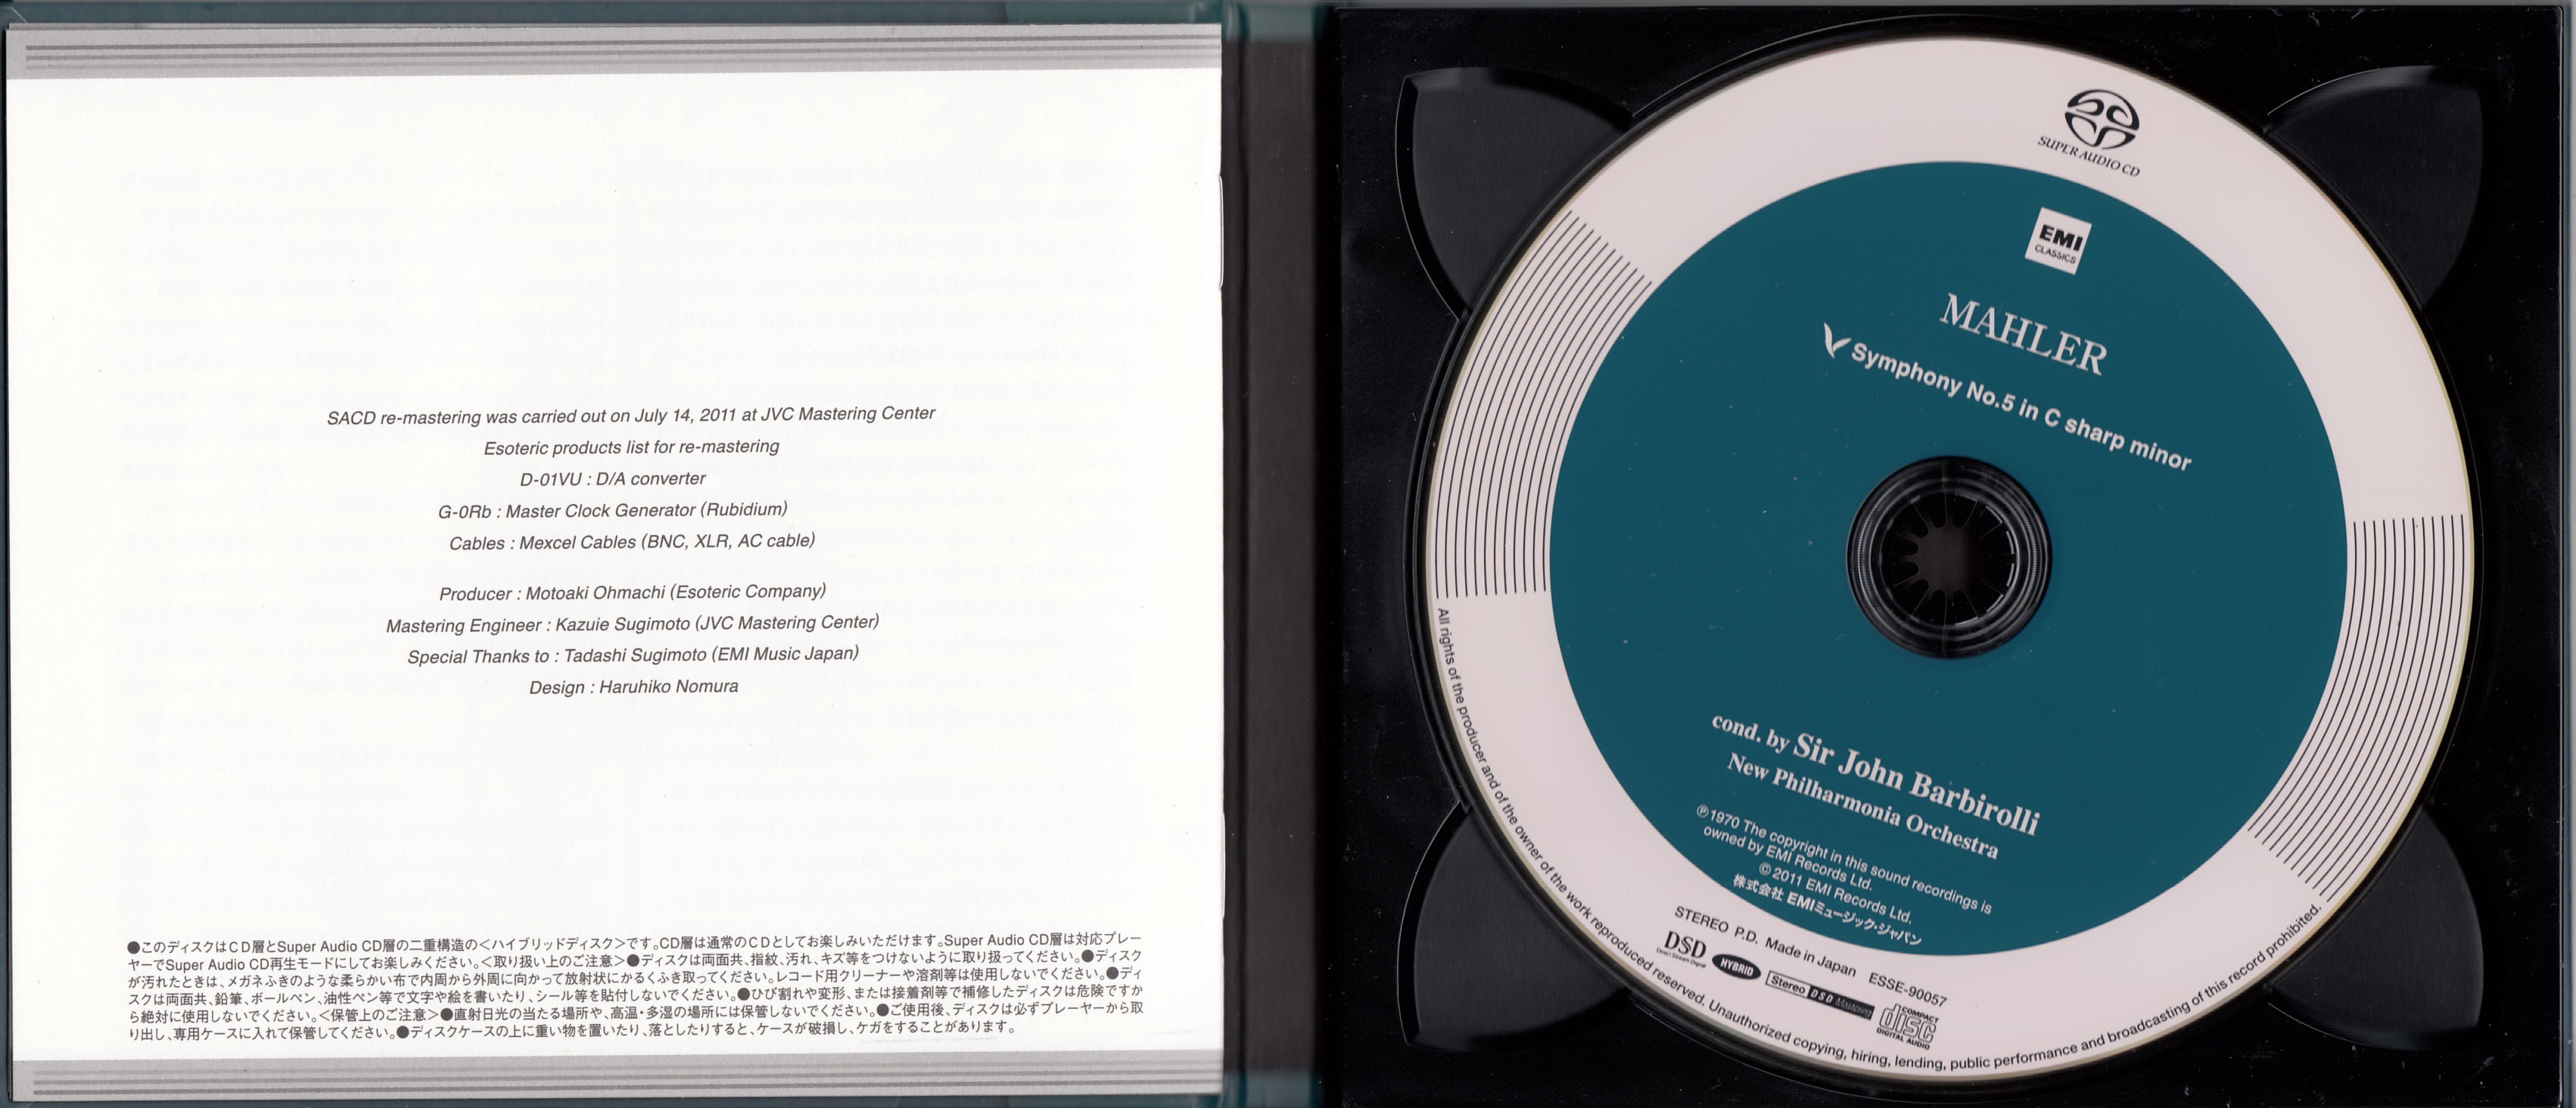 SACD re-mastering was carried out on July 14, 2011 at JVC Mastering Center
Esoteric products list for re-mastering
D-01VU : D/A converter
G-0Rb : Master Clock Generator (Rubidium)
Cables : Mexcel Cables (BNC, XLR, AC cable)
Producer : Motoaki Ohmachi (Esoteric Company)
Mastering Engineer : Kazuie Sugimoto (JVC Mastering Center)
Special Thanks to : Tadashi Sugimoto (EMI Music Japan)
Design : Haruhiko Nomura
●このディスクはCD層とSuper Audio CD層の二重構造の<ハイブリッドディスク>です。CD層は通常のCDとしてお楽しみいただけます。Super Audio CD層は対応プレー
ヤーでSuper Audio CD再生モードにしてお楽しみください。<取り扱い上のご注意>●ディスクは両面共、指紋、汚れ、キズ等をつけないように取り扱ってください。●ディスク
が汚れたときは、メガネふきのような柔らかい布で内周から外周に向かって放射状にかるくふき取ってください。レコード用クリーナーや溶剤等は使用しないでください。●ディ
スクは両面共、鉛筆、ボールペン、油性ペン等で文字や絵を書いたり、シール等を貼付しないでください。●ひび割れや変形、または接着剤等で補修したディスクは危険ですか
ら絶対に使用しないでください。<保管上のご注意>●直射日光の当たる場所や、高温・多湿の場所には保管しないでください。●ご使用後、ディスクは必ずプレーヤーから取
り出し、専用ケースに入れて保管してください。●ディスクケースの上に重い物を置いたり、落としたりすると、ケースが破損し、ケガをすることがあります。
SUPER AUDIO CD
EMI
CLASSICS
MAHLER
Symphony No.5 in C sharp minor
cond. by Sir John Barbirolli
New Philharmonia Orchestra
℗1970 The copyright in this sound recordings is
owned by EMI Records Ltd.
© 2011 EMI Records Ltd.
株式会社 EMIミュージック・ジャパン
STEREO P.D. Made in Japan ESSE-90057
DSD
Direct Stream Digital
HYBRID
Stereo DSD Mastering
COMPACT
disc
DIGITAL AUDIO
All rights of the producer and of the owner of the work reproduced reserved. Unauthorized copying, hiring, lending, public performance and broadcasting of this record prohibited.